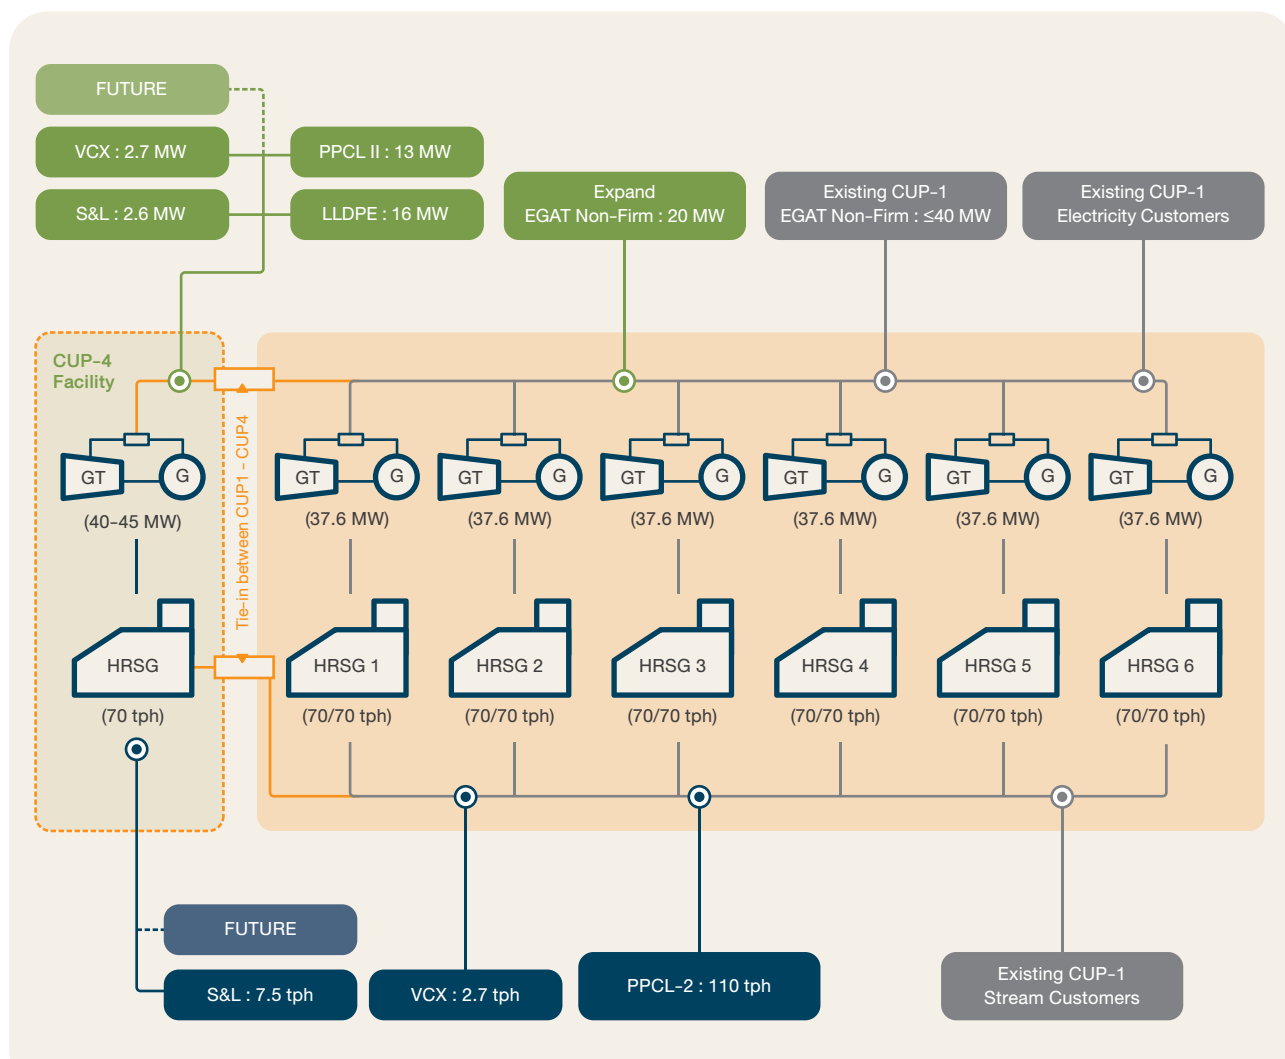 FUTURE
VCX : 2.7 MW
PPCL II : 13 MW
S&L : 2.6 MW
LLDPE : 16 MW
Expand
EGAT Non-Firm : 20 MW
Existing CUP-1
EGAT Non-Firm : ≤40 MW
Existing CUP-1
Electricity Customers
CUP-4
Facility
Tie-in between CUP1 - CUP4
GT
G
GT
G
GT
G
GT
G
GT
G
GT
G
GT
G
(40-45 MW)
(37.6 MW)
(37.6 MW)
(37.6 MW)
(37.6 MW)
(37.6 MW)
(37.6 MW)
HRSG
HRSG 1
HRSG 2
HRSG 3
HRSG 4
HRSG 5
HRSG 6
(70 tph)
(70/70 tph)
(70/70 tph)
(70/70 tph)
(70/70 tph)
(70/70 tph)
(70/70 tph)
FUTURE
S&L : 7.5 tph
VCX : 2.7 tph
PPCL-2 : 110 tph
Existing CUP-1
Stream Customers